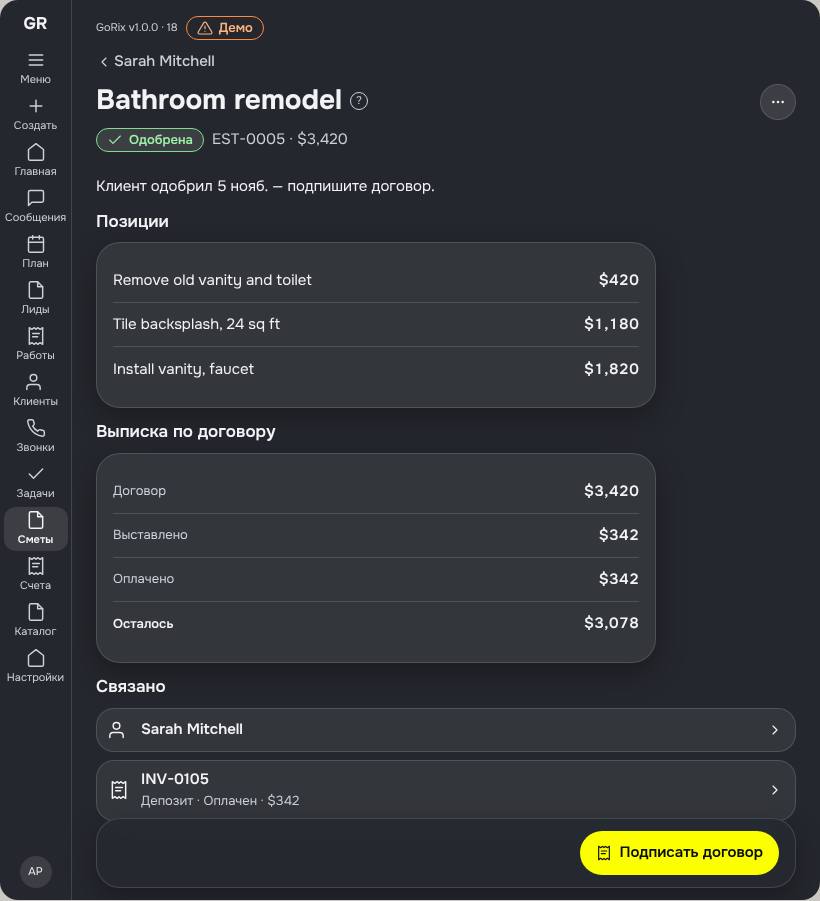 GR
Меню
Создать
Главная
Сообщения
План
Лиды
Работы
Клиенты
Звонки
Задачи
Сметы
Счета
Каталог
Настройки
AP
GoRix v1.0.0 · 18
Демо
Sarah Mitchell
Bathroom remodel ?
Одобрена EST-0005 · $3,420
Клиент одобрил 5 нояб. — подпишите договор.
Позиции
Remove old vanity and toilet $420
Tile backsplash, 24 sq ft $1,180
Install vanity, faucet $1,820
Выписка по договору
Договор $3,420
Выставлено $342
Оплачено $342
Осталось $3,078
Связано
Sarah Mitchell
INV-0105
Депозит · Оплачен · $342
Подписать договор